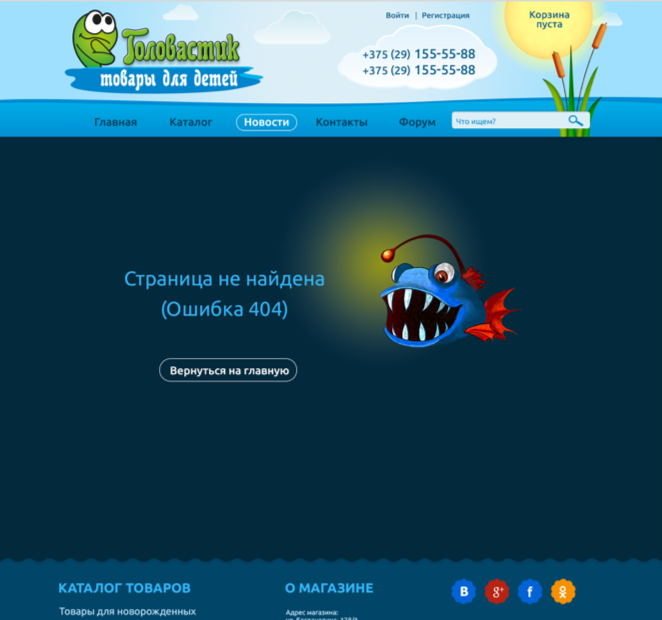 Войти | Регистрация
Корзина
пуста
Головастик
товары для детей
+375 (29) 155-55-88
+375 (29) 155-55-88
Главная Каталог Новости Контакты Форум Что ищем?
Страница не найдена
(Ошибка 404)
Вернуться на главную
КАТАЛОГ ТОВАРОВ
Товары для новорожденных
О МАГАЗИНЕ
Адрес магазина:
B g+ f